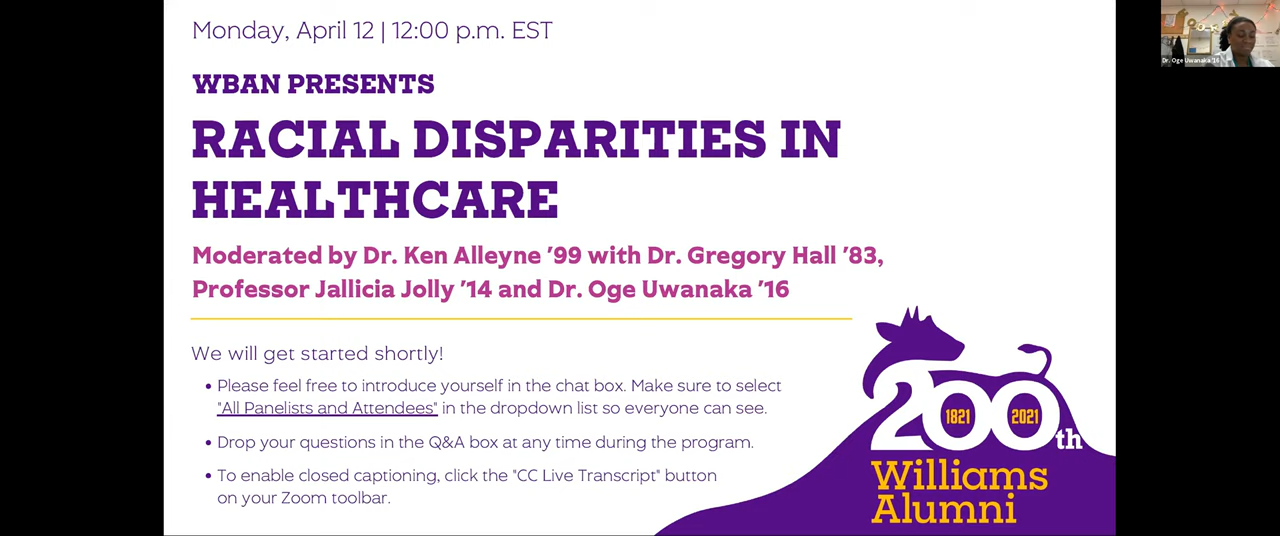 Monday, April 12 | 12:00 p.m. EST
WBAN PRESENTS
RACIAL DISPARITIES IN
HEALTHCARE
Moderated by Dr. Ken Alleyne '99 with Dr. Gregory Hall '83,
Professor Jallicia Jolly '14 and Dr. Oge Uwanaka '16
We will get started shortly!
• Please feel free to introduce yourself in the chat box. Make sure to select
"All Panelists and Attendees" in the dropdown list so everyone can see.
• Drop your questions in the Q&A box at any time during the program.
• To enable closed captioning, click the "CC Live Transcript" button
on your Zoom toolbar.
200th
1821 2021
Williams
Alumni
Dr. Oge Uwanaka '16